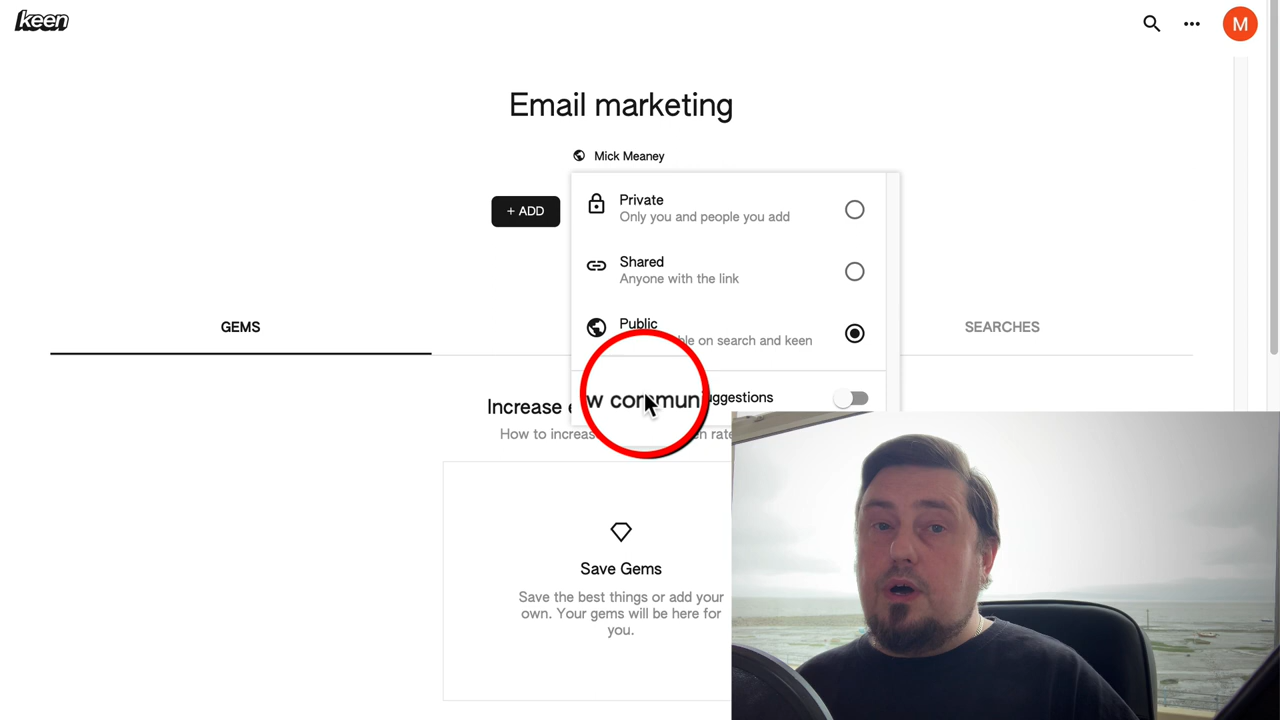 keen
M
Email marketing
Mick Meaney
+ ADD
Private
Only you and people you add
Shared
Anyone with the link
Public
on search and keen
GEMS
SEARCHES
Increase
How to increas
Save Gems
Save the best things or add your
own. Your gems will be here for
you.